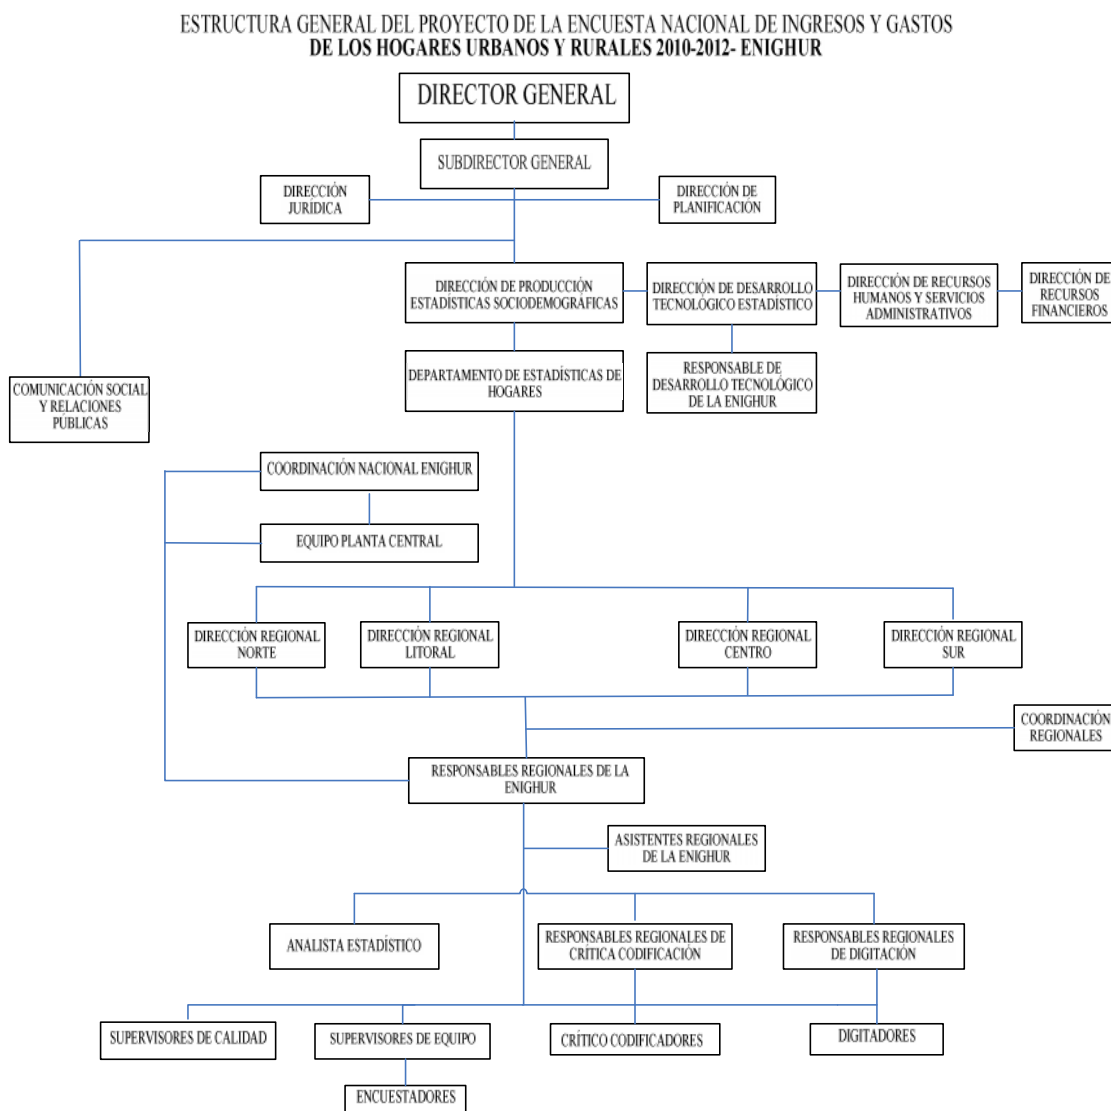 ESTRUCTURA GENERAL DEL PROYECTO DE LA ENCUESTA NACIONAL DE INGRESOS Y GASTOS
DE LOS HOGARES URBANOS Y RURALES 2010-2012- ENIGHUR
DIRECTOR GENERAL
SUBDIRECTOR GENERAL
DIRECCIÓN
JURÍDICA
DIRECCIÓN DE
PLANIFICACIÓN
DIRECCIÓN DE PRODUCCIÓN
ESTADÍSTICAS SOCIODEMOGRÁFICAS
DIRECCIÓN DE DESARROLLO
TECNOLÓGICO ESTADÍSTICO
DIRECCIÓN DE RECURSOS
HUMANOS Y SERVICIOS
ADMINISTRATIVOS
DIRECCIÓN DE
RECURSOS
FINANCIEROS
COMUNICACIÓN SOCIAL
Y RELACIONES
PÚBLICAS
DEPARTAMENTO DE ESTADÍSTICAS DE
HOGARES
RESPONSABLE DE
DESARROLLO TECNOLÓGICO
DE LA ENIGHUR
COORDINACIÓN NACIONAL ENIGHUR
EQUIPO PLANTA CENTRAL
DIRECCIÓN REGIONAL
NORTE
DIRECCIÓN REGIONAL
LITORAL
DIRECCIÓN REGIONAL
CENTRO
DIRECCIÓN REGIONAL
SUR
COORDINACIÓN
REGIONALES
RESPONSABLES REGIONALES DE LA
ENIGHUR
ASISTENTES REGIONALES
DE LA ENIGHUR
ANALISTA ESTADÍSTICO
RESPONSABLES REGIONALES DE
CRÍTICA CODIFICACIÓN
RESPONSABLES REGIONALES
DE DIGITACIÓN
SUPERVISORES DE CALIDAD
SUPERVISORES DE EQUIPO
CRÍTICO CODIFICADORES
DIGITADORES
ENCUESTADORES